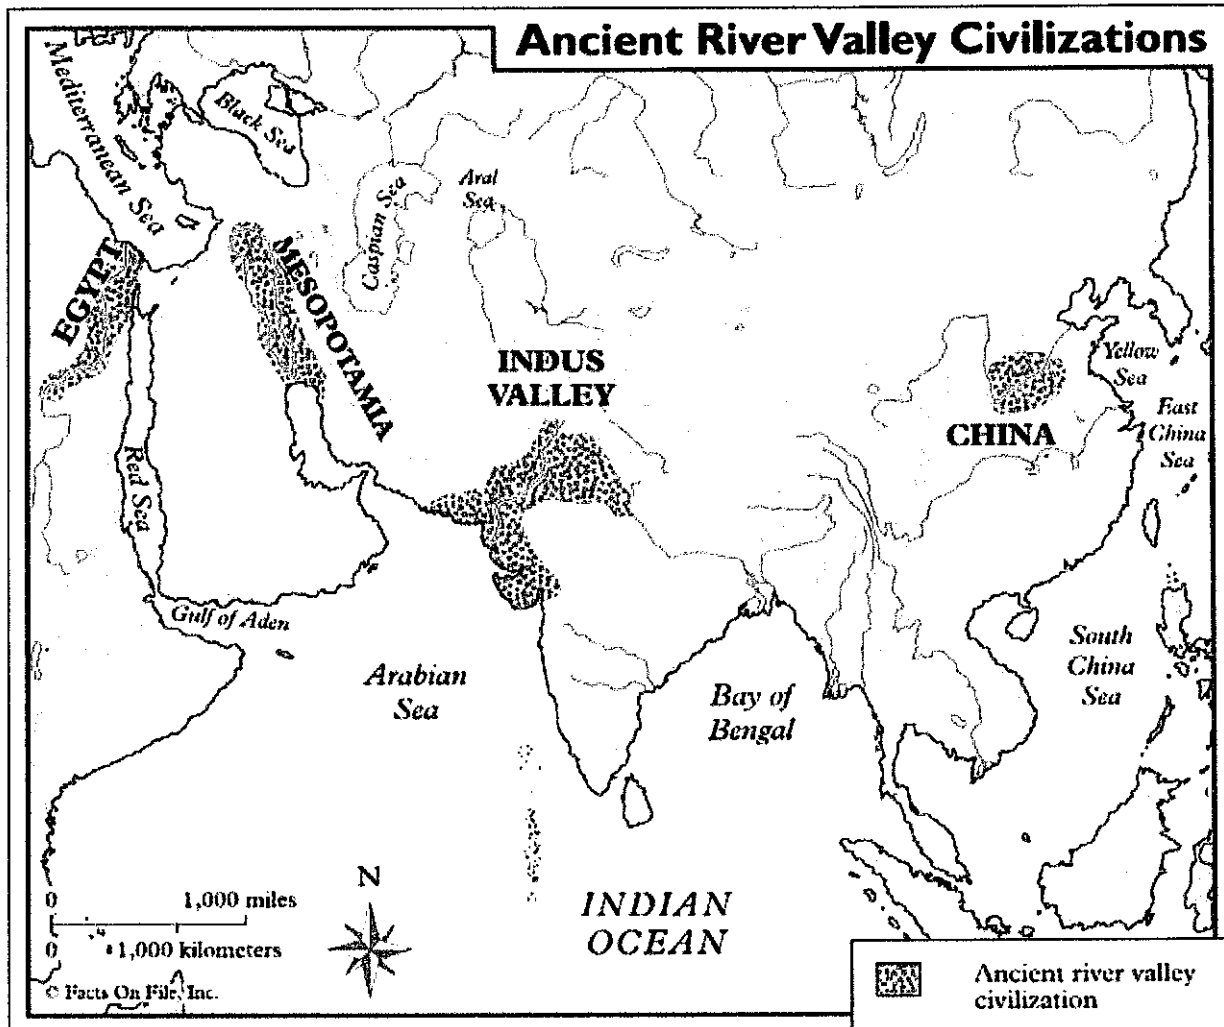 Ancient River Valley Civilizations
Mediterranean Sea
Black Sea
Caspian Sea
Aral
Sea
EGYPT
MESOPOTAMIA
INDUS
VALLEY
CHINA
Yellow
Sea
East
China
Sea
Red Sea
Gulf of Aden
Arabian
Sea
Bay of
Bengal
South
China
Sea
INDIAN
OCEAN
N
0 1,000 miles
0 1,000 kilometers
© Facts On File, Inc.
Ancient river valley
civilization